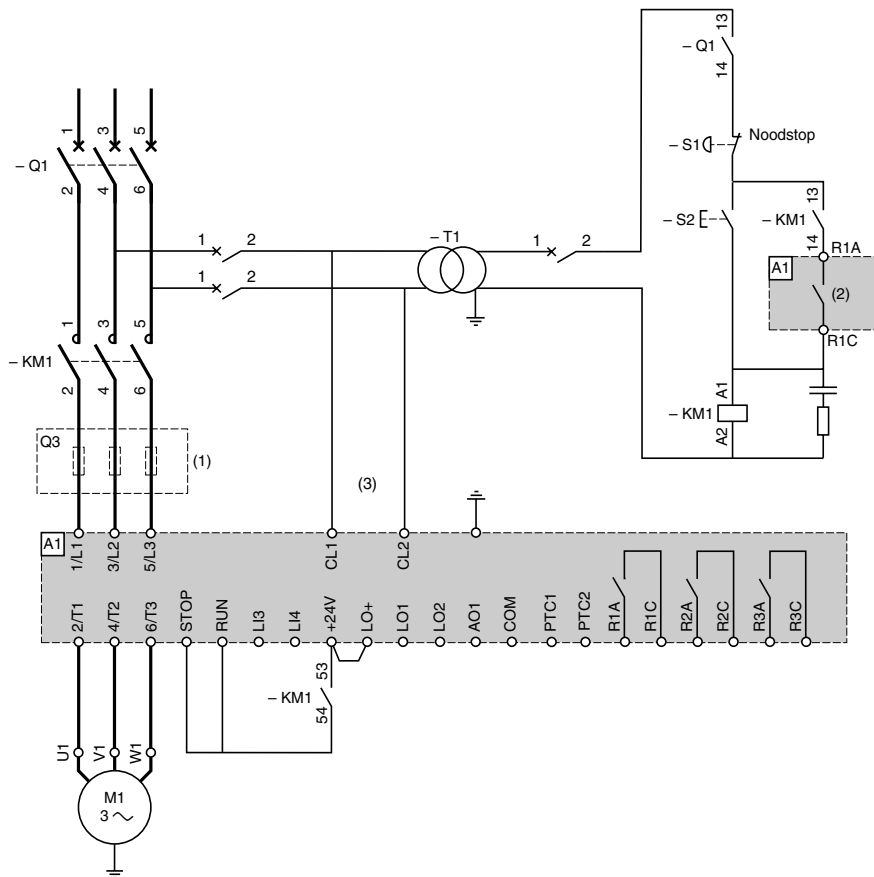 13
– Q1
14
1
3
5
– Q1
2
4
6
– S1
Noodstop
13
– S2
– KM1
14
R1A
1
2
– T1
1
2
1
2
A1
(2)
R1C
1
3
5
– KM1
2
4
6
A1
– KM1
A2
Q3
(1)
(3)
A1
1/L1
3/L2
5/L3
CL1
CL2
2/T1
4/T2
6/T3
STOP
RUN
LI3
LI4
+24V
LO+
LO1
LO2
AO1
COM
PTC1
PTC2
R1A
R1C
R2A
R2C
R3A
R3C
53
– KM1
54
U1
V1
W1
M1
3